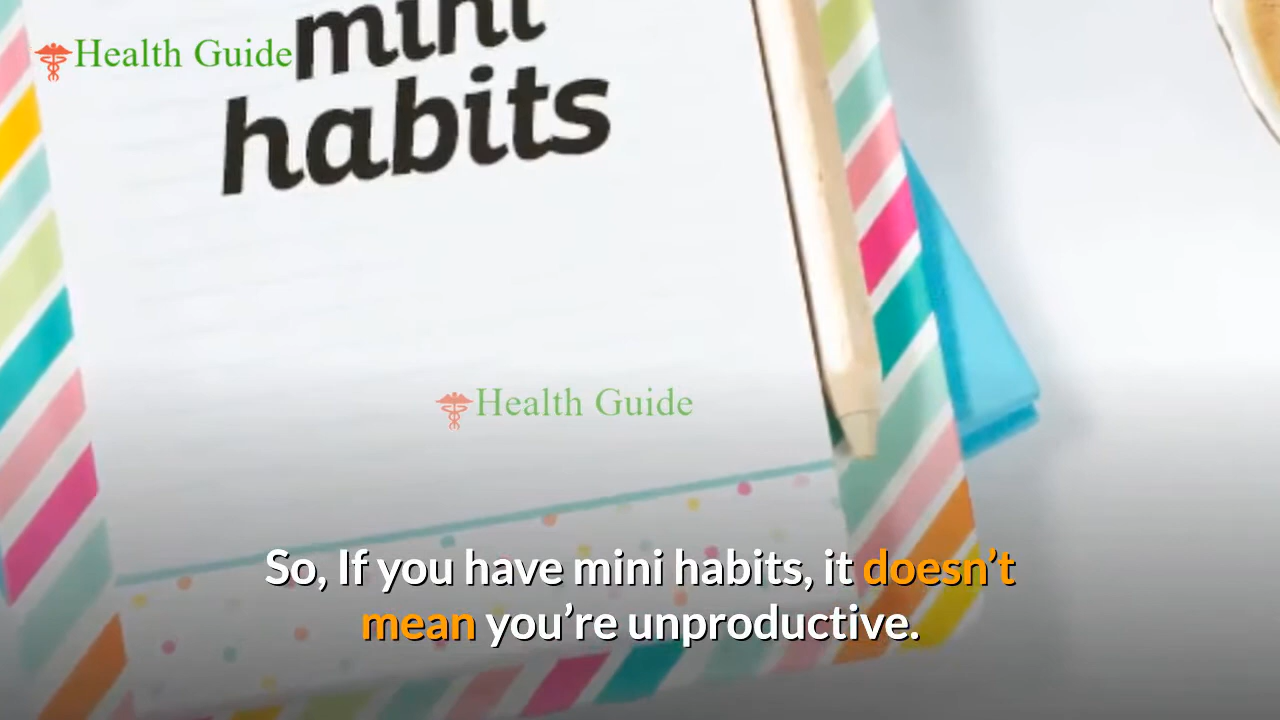 Health Guide
mini
habits
Health Guide
So, If you have mini habits, it doesn’t
mean you’re unproductive.